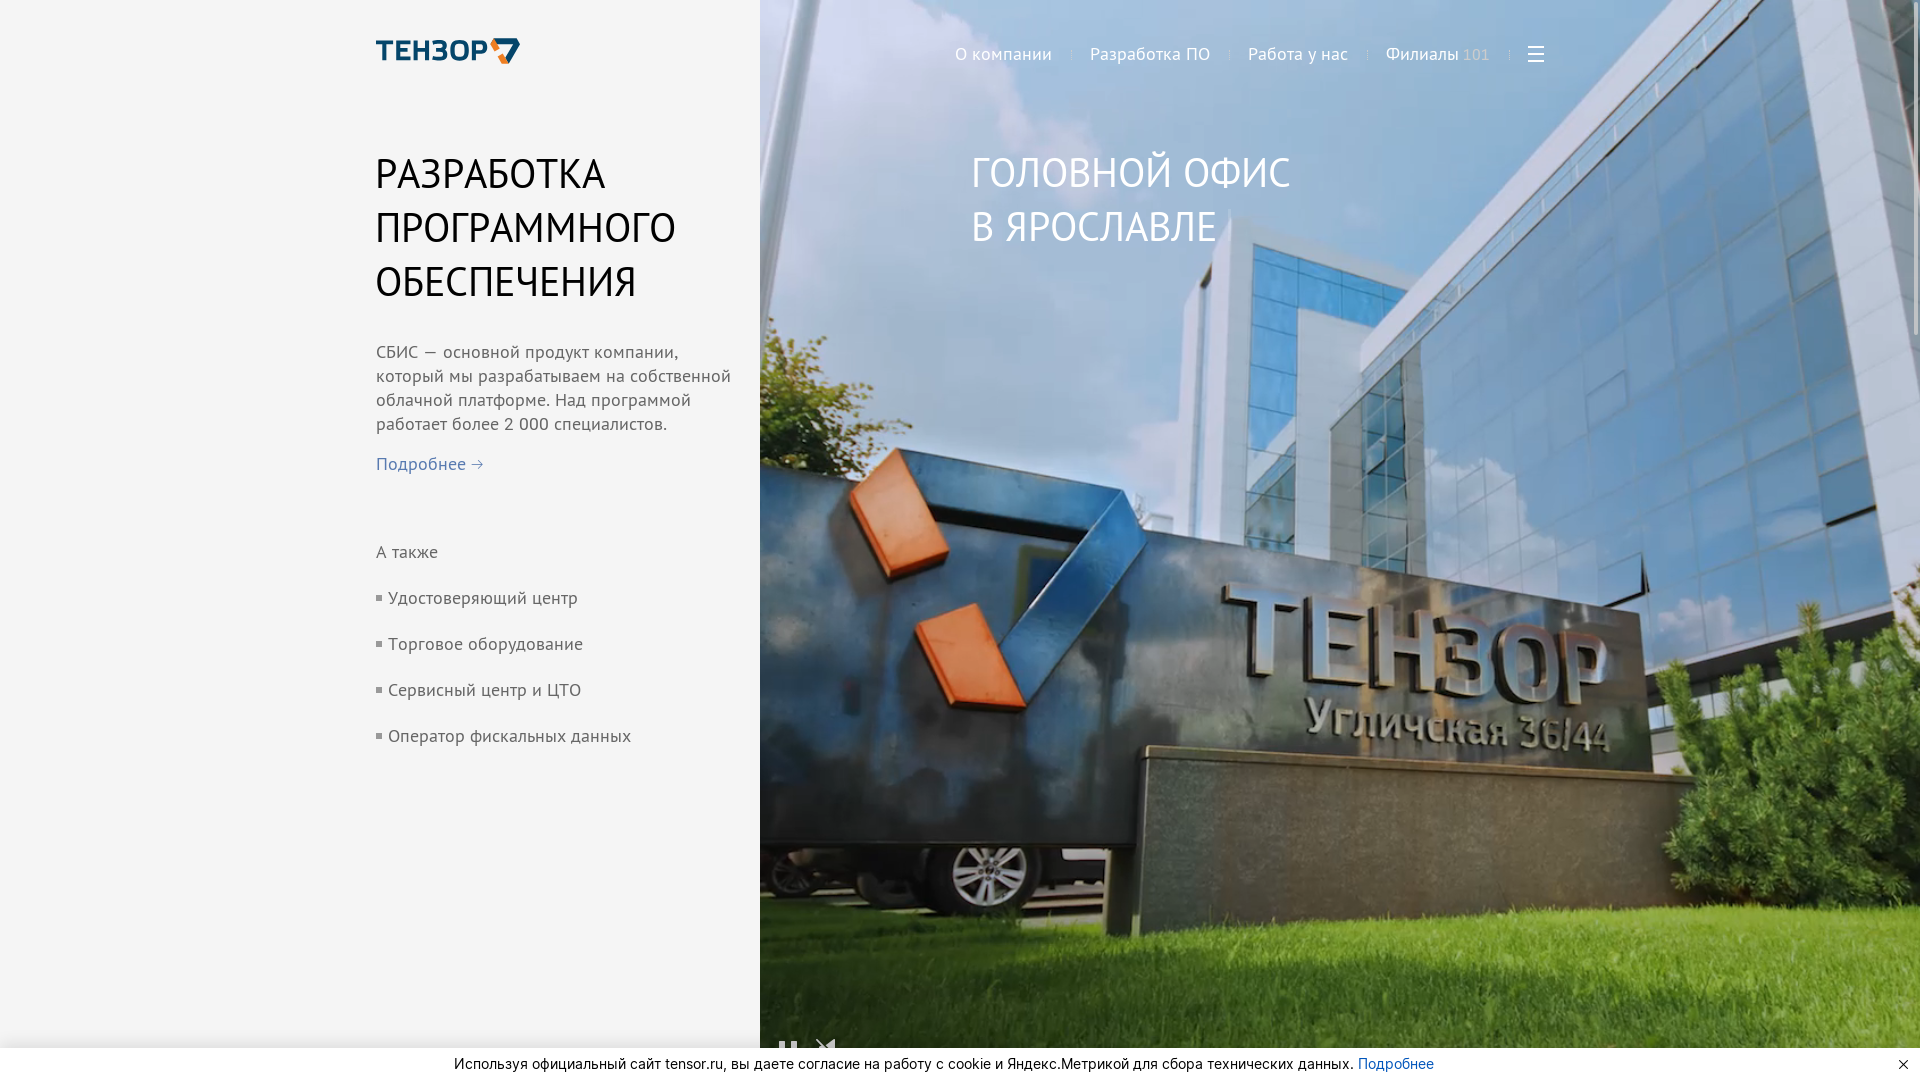 ТЕНЗОР
О компании
Разработка ПО
Работа у нас
Филиалы 101
РАЗРАБОТКА
ПРОГРАММНОГО
ОБЕСПЕЧЕНИЯ
СБИС — основной продукт компании,
который мы разрабатываем на собственной
облачной платформе. Над программой
работает более 2 000 специалистов.
Подробнее →
А также
Удостоверяющий центр
Торговое оборудование
Сервисный центр и ЦТО
Оператор фискальных данных
ГОЛОВНОЙ ОФИС
В ЯРОСЛАВЛЕ
ТЕНЗОР
Угличская 36/44
Используя официальный сайт tensor.ru, вы даете согласие на работу с cookie и Яндекс.Метрикой для сбора технических данных. Подробнее